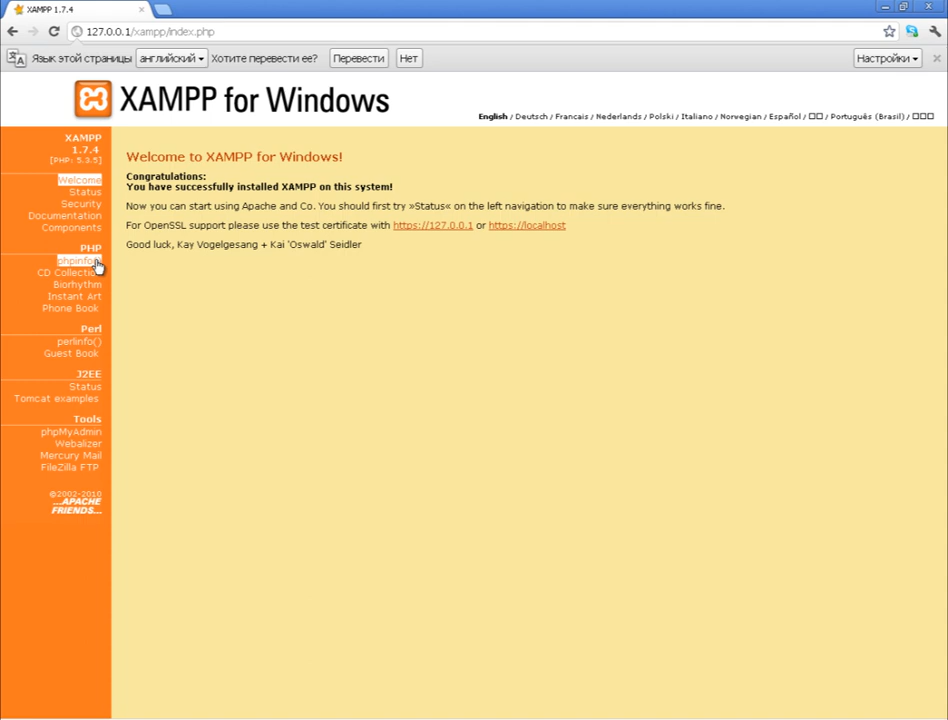 XAMPP 1.7.4
127.0.0.1/xampp/index.php
Язык этой страницы английский Хотите перевести ее? Перевести Нет Настройки
XAMPP for Windows
English / Deutsch / Francais / Nederlands / Polski / Italiano / Norwegian / Español / / Português (Brasil) /
XAMPP
1.7.4
[PHP: 5.3.5]
Welcome
Status
Security
Documentation
Components
PHP
phpinfo()
CD Collection
Biorhythm
Instant Art
Phone Book
Perl
perlinfo()
Guest Book
J2EE
Status
Tomcat examples
Tools
phpMyAdmin
Webalizer
Mercury Mail
FileZilla FTP
©2002-2010
...APACHE
FRIENDS...
Welcome to XAMPP for Windows!
Congratulations:
You have successfully installed XAMPP on this system!
Now you can start using Apache and Co. You should first try »Status« on the left navigation to make sure everything works fine.
For OpenSSL support please use the test certificate with https://127.0.0.1 or https://localhost
Good luck, Kay Vogelgesang + Kai 'Oswald' Seidler